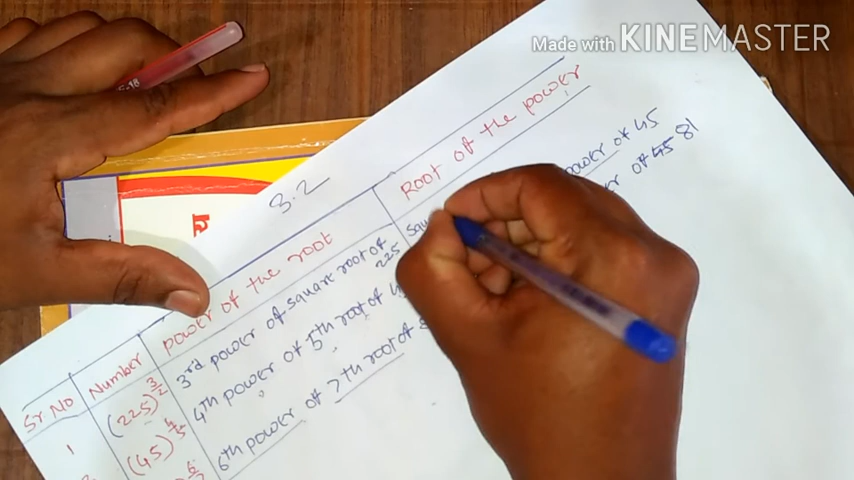 Made with KINEMASTER
3.2
Sr. No
Number
power of the root
Root of the power
1
(225)^3/2
3rd power of square root of
225
power of 45
(45)^4/5
4th power of 5th root of
of 45 81
6th power of 7th root of